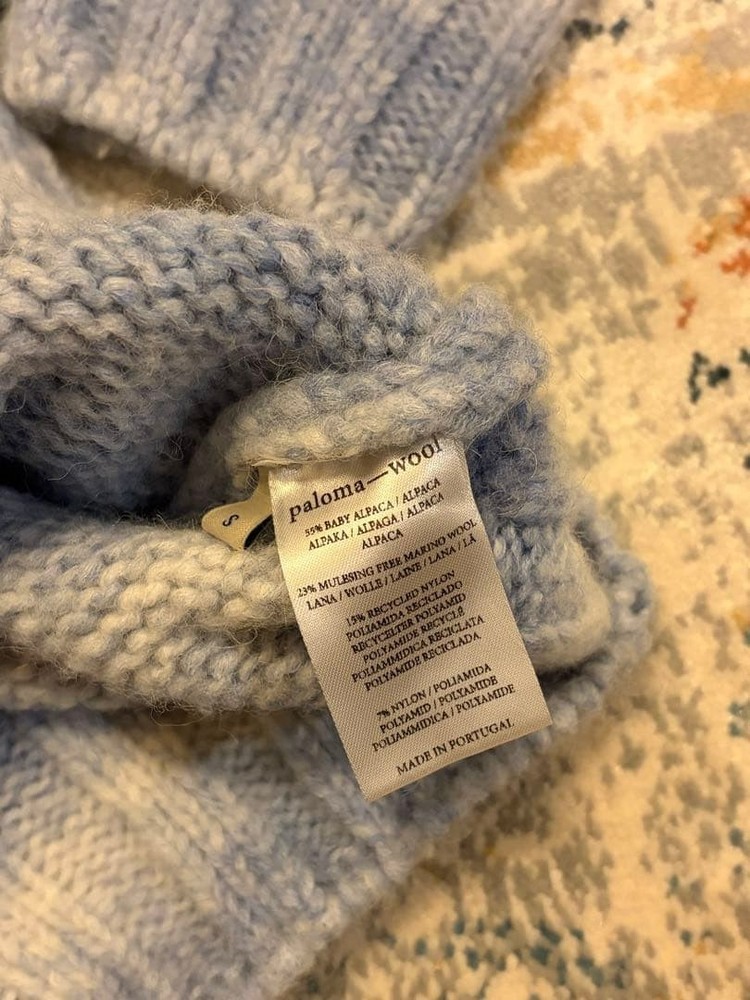 paloma—wool
55% BABY ALPACA / ALPACA
ALPAKA / ALPAGA / ALPACA
ALPACA
23% MULESING FREE MARINO WOOL
LANA / WOLLE / LAINE / LANA / LÃ
15% RECYCLED NYLON
POLIAMIDA RECICLADO
RECYCELTER POLYAMID
POLYAMIDE RECYCLÉ
POLIAMMIDICA RECICLATA
POLYAMIDE RECICLADA
7% NYLON / POLIAMIDA
POLYAMID / POLYAMIDE
POLIAMMIDICA / POLYAMIDE
MADE IN PORTUGAL
S